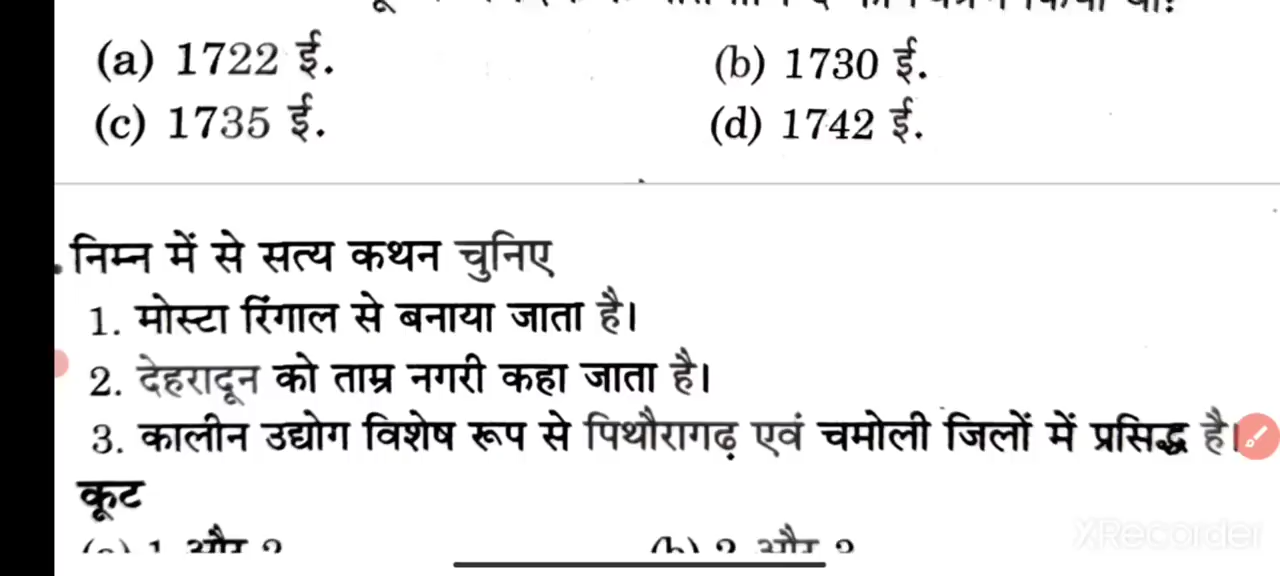 (a) 1722 ई. (b) 1730 ई.
(c) 1735 ई. (d) 1742 ई.
निम्न में से सत्य कथन चुनिए
1. मोस्टा रिंगाल से बनाया जाता है।
2. देहरादून को ताम्र नगरी कहा जाता है।
3. कालीन उद्योग विशेष रूप से पिथौरागढ़ एवं चमोली जिलों में प्रसिद्ध है।
कूट
XRecorder